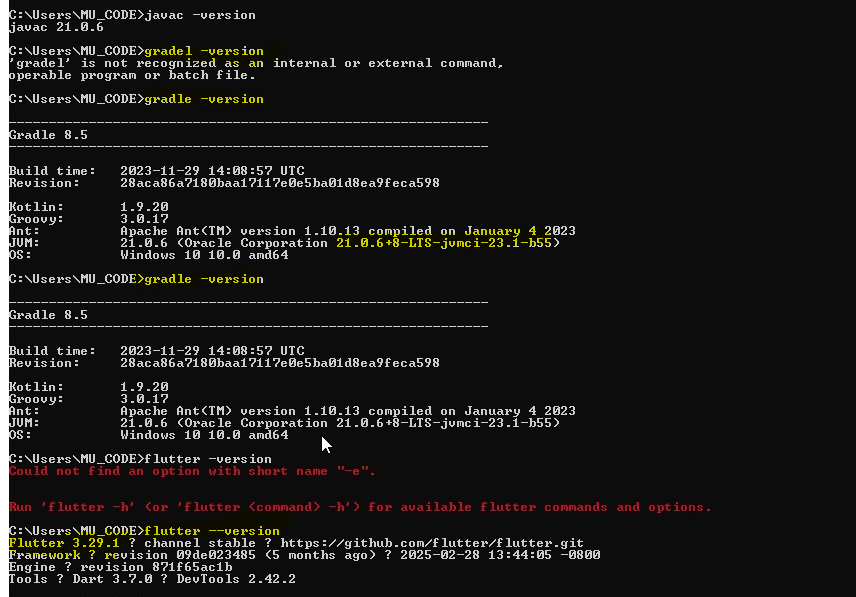 C:\Users\MU_CODE>javac -version
javac 21.0.6
C:\Users\MU_CODE>gradel -version
'gradel' is not recognized as an internal or external command,
operable program or batch file.
C:\Users\MU_CODE>gradle -version
------------------------------------------------------------
Gradle 8.5
------------------------------------------------------------
Build time:   2023-11-29 14:08:57 UTC
Revision:     28aca86a7180baa17117e0e5ba01d8ea9feca598
Kotlin:       1.9.20
Groovy:       3.0.17
Ant:          Apache Ant(TM) version 1.10.13 compiled on January 4 2023
JVM:          21.0.6 (Oracle Corporation 21.0.6+8-LTS-jvmci-23.1-b55)
OS:           Windows 10 10.0 amd64
C:\Users\MU_CODE>gradle -version
------------------------------------------------------------
Gradle 8.5
------------------------------------------------------------
Build time:   2023-11-29 14:08:57 UTC
Revision:     28aca86a7180baa17117e0e5ba01d8ea9feca598
Kotlin:       1.9.20
Groovy:       3.0.17
Ant:          Apache Ant(TM) version 1.10.13 compiled on January 4 2023
JVM:          21.0.6 (Oracle Corporation 21.0.6+8-LTS-jvmci-23.1-b55)
OS:           Windows 10 10.0 amd64
C:\Users\MU_CODE>flutter -version
Could not find an option with short name "-e".
Run 'flutter -h' (or 'flutter <command> -h') for available flutter commands and options.
C:\Users\MU_CODE>flutter --version
Flutter 3.29.1 ? channel stable ? https://github.com/flutter/flutter.git
Framework ? revision 09de023485 (5 months ago) ? 2025-02-28 13:44:05 -0800
Engine ? revision 871f65ac1b
Tools ? Dart 3.7.0 ? DevTools 2.42.2